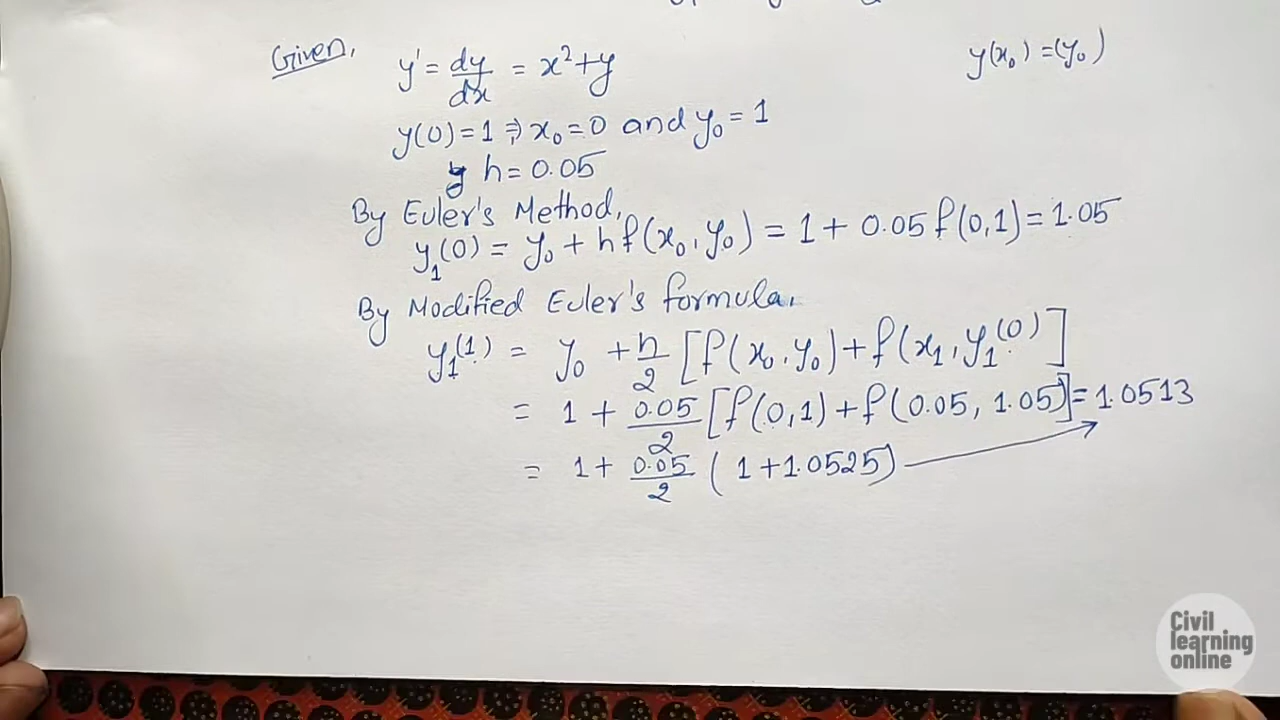 Given, y' = dy/dx = x²+y y(x₀) = (y₀)
y(0) = 1 ⇒ x₀ = 0 and y₀ = 1
h = 0.05
By Euler's Method,
y₁(0) = y₀ + hf(x₀, y₀) = 1 + 0.05 f(0,1) = 1.05
By Modified Euler's formula,
y₁⁽¹⁾ = y₀ + h/2 [f(x₀, y₀) + f(x₁, y₁⁽⁰⁾]
= 1 + 0.05/2 [f(0,1) + f(0.05, 1.05)] = 1.0513
= 1 + 0.05/2 (1 + 1.0525)
Civil
learning
online